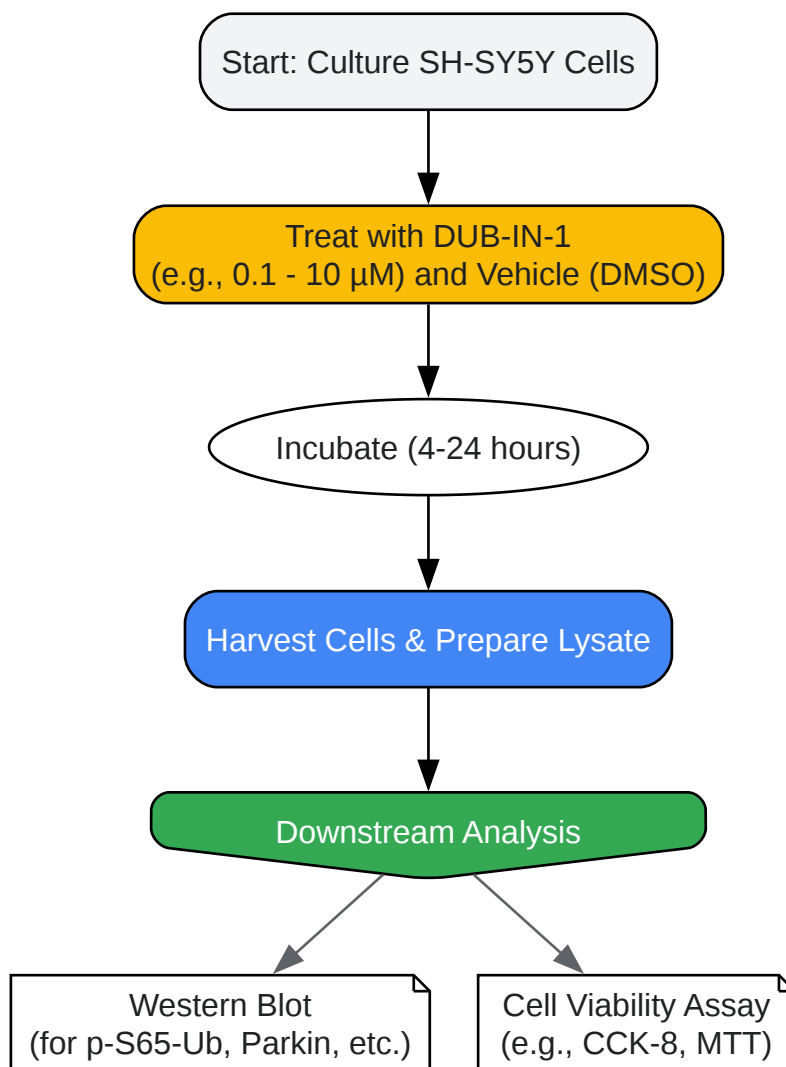 Start: Culture SH-SY5Y Cells
Treat with DUB-IN-1
(e.g., 0.1 - 10 µM) and Vehicle (DMSO)
Incubate (4-24 hours)
Harvest Cells & Prepare Lysate
Downstream Analysis
Western Blot
(for p-S65-Ub, Parkin, etc.)
Cell Viability Assay
(e.g., CCK-8, MTT)